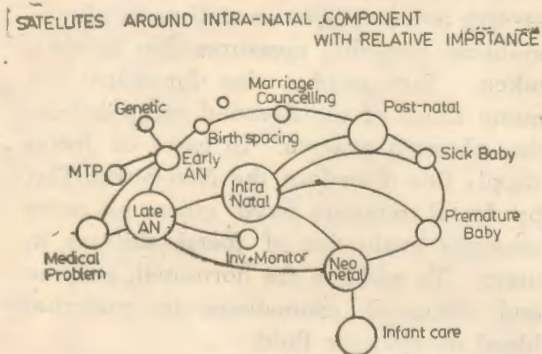 SATELUTES AROUND INTRA-NATAL COMPONENT
WITH RELATIVE IMPRTANCE
Marriage
Councelling
Genetic
Post-natal
Birth spacing
Early
AN
MTP
Sick Baby
Intra
Natal
Late
AN
Premature
Baby
Inv+Monitor
Medical
Problem
Neo
netal
Infant care